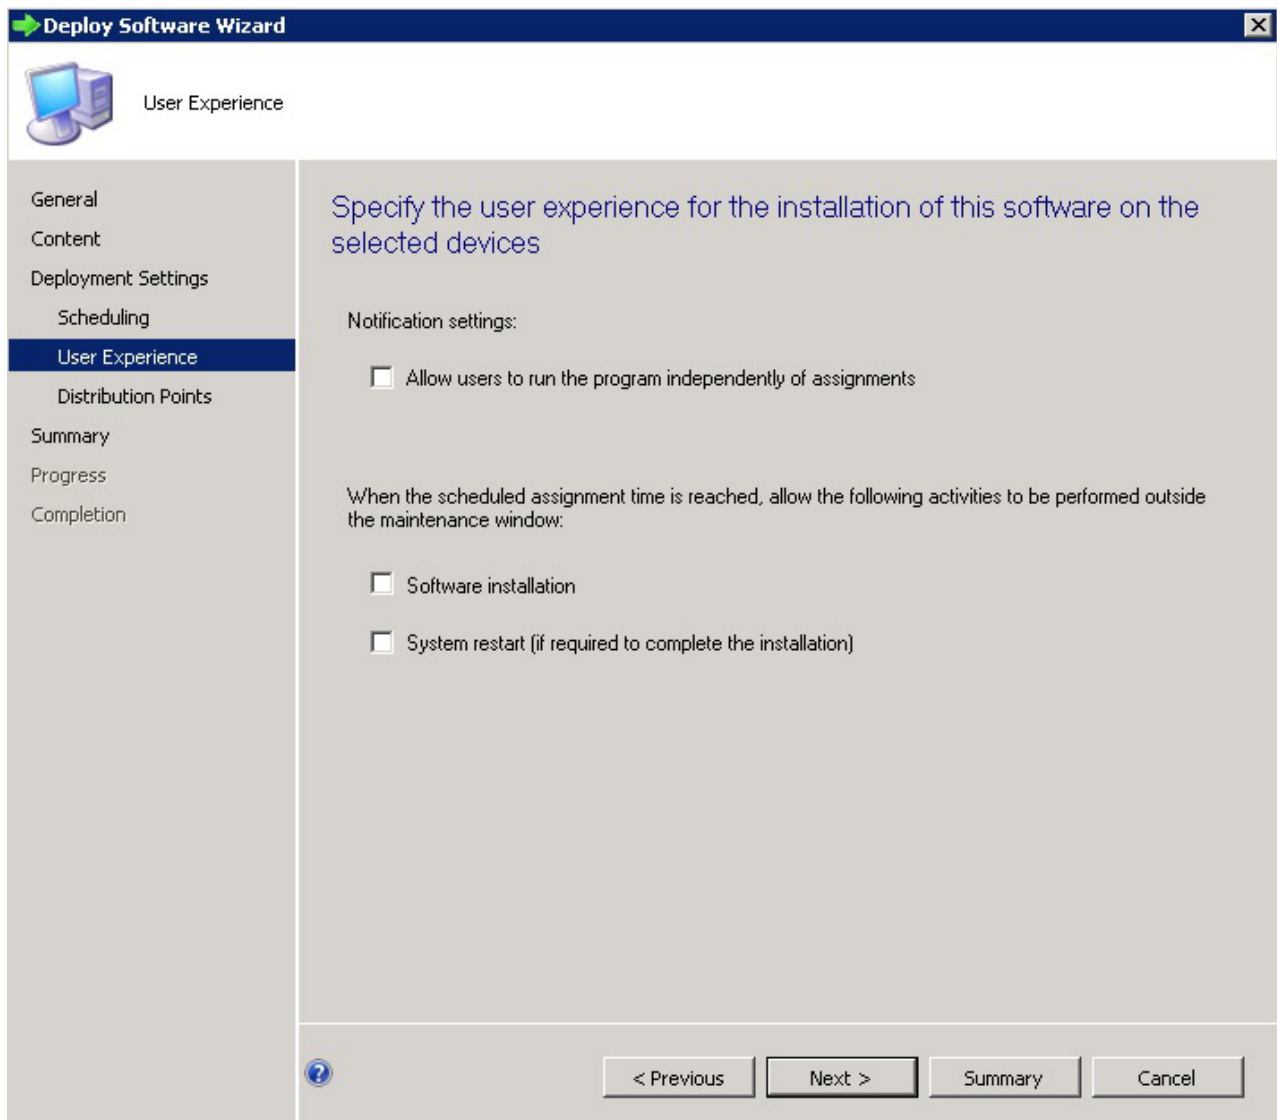 Deploy Software Wizard
User Experience
General
Content
Deployment Settings
Scheduling
User Experience
Distribution Points
Summary
Progress
Completion
Specify the user experience for the installation of this software on the
selected devices
Notification settings:
Allow users to run the program independently of assignments
When the scheduled assignment time is reached, allow the following activities to be performed outside
the maintenance window:
Software installation
System restart (if required to complete the installation)
< Previous
Next >
Summary
Cancel